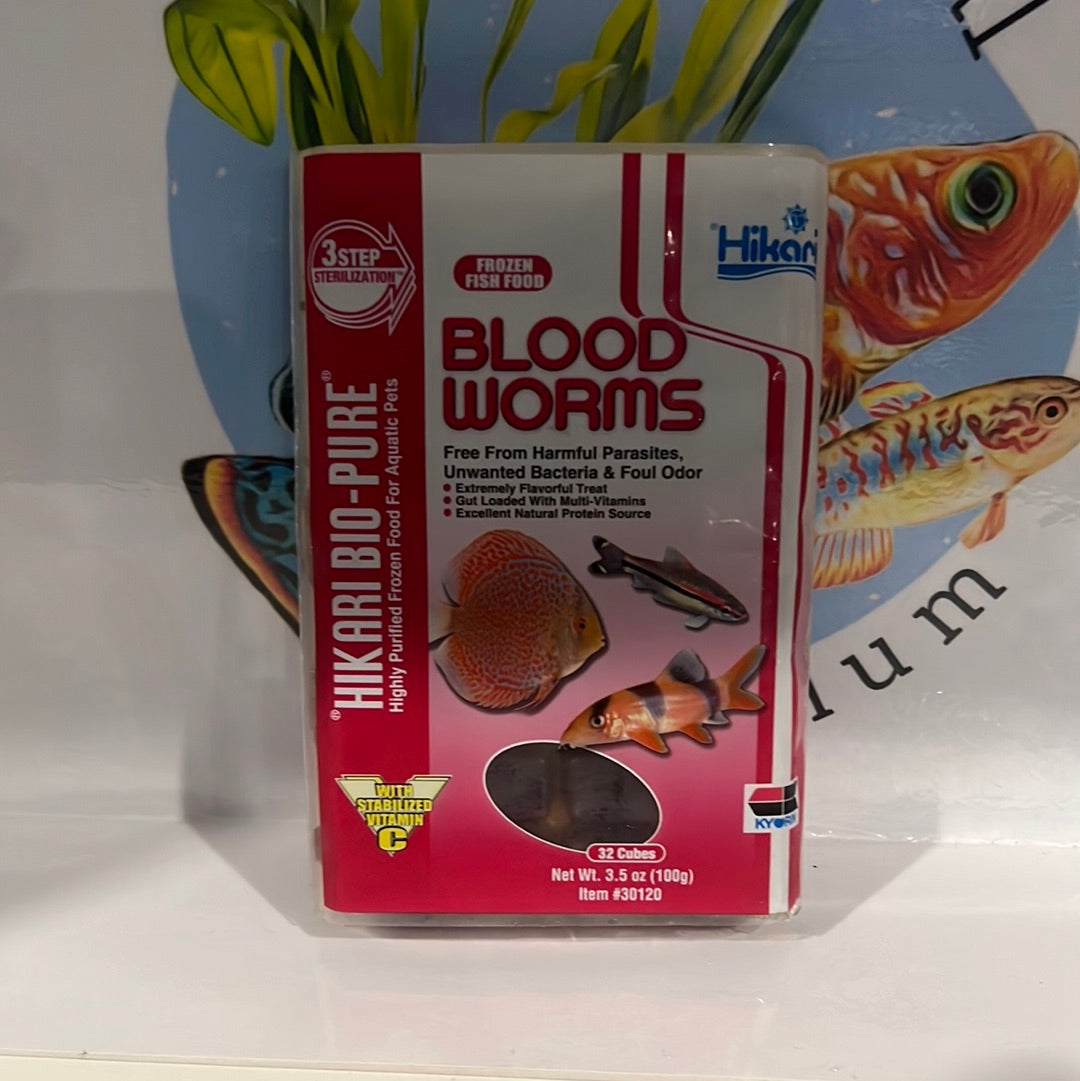 3 STEP
STERILIZATION™
FROZEN
FISH FOOD
®Hikari
BLOOD
WORMS
®HIKARI BIO-PURE®
Highly Purified Frozen Food For Aquatic Pets
Free From Harmful Parasites,
Unwanted Bacteria & Foul Odor
• Extremely Flavorful Treat
• Gut Loaded With Multi-Vitamins
• Excellent Natural Protein Source
WITH
STABILIZED
VITAMIN
C
KYORIN
32 Cubes
Net Wt. 3.5 oz (100g)
Item #30120
ium